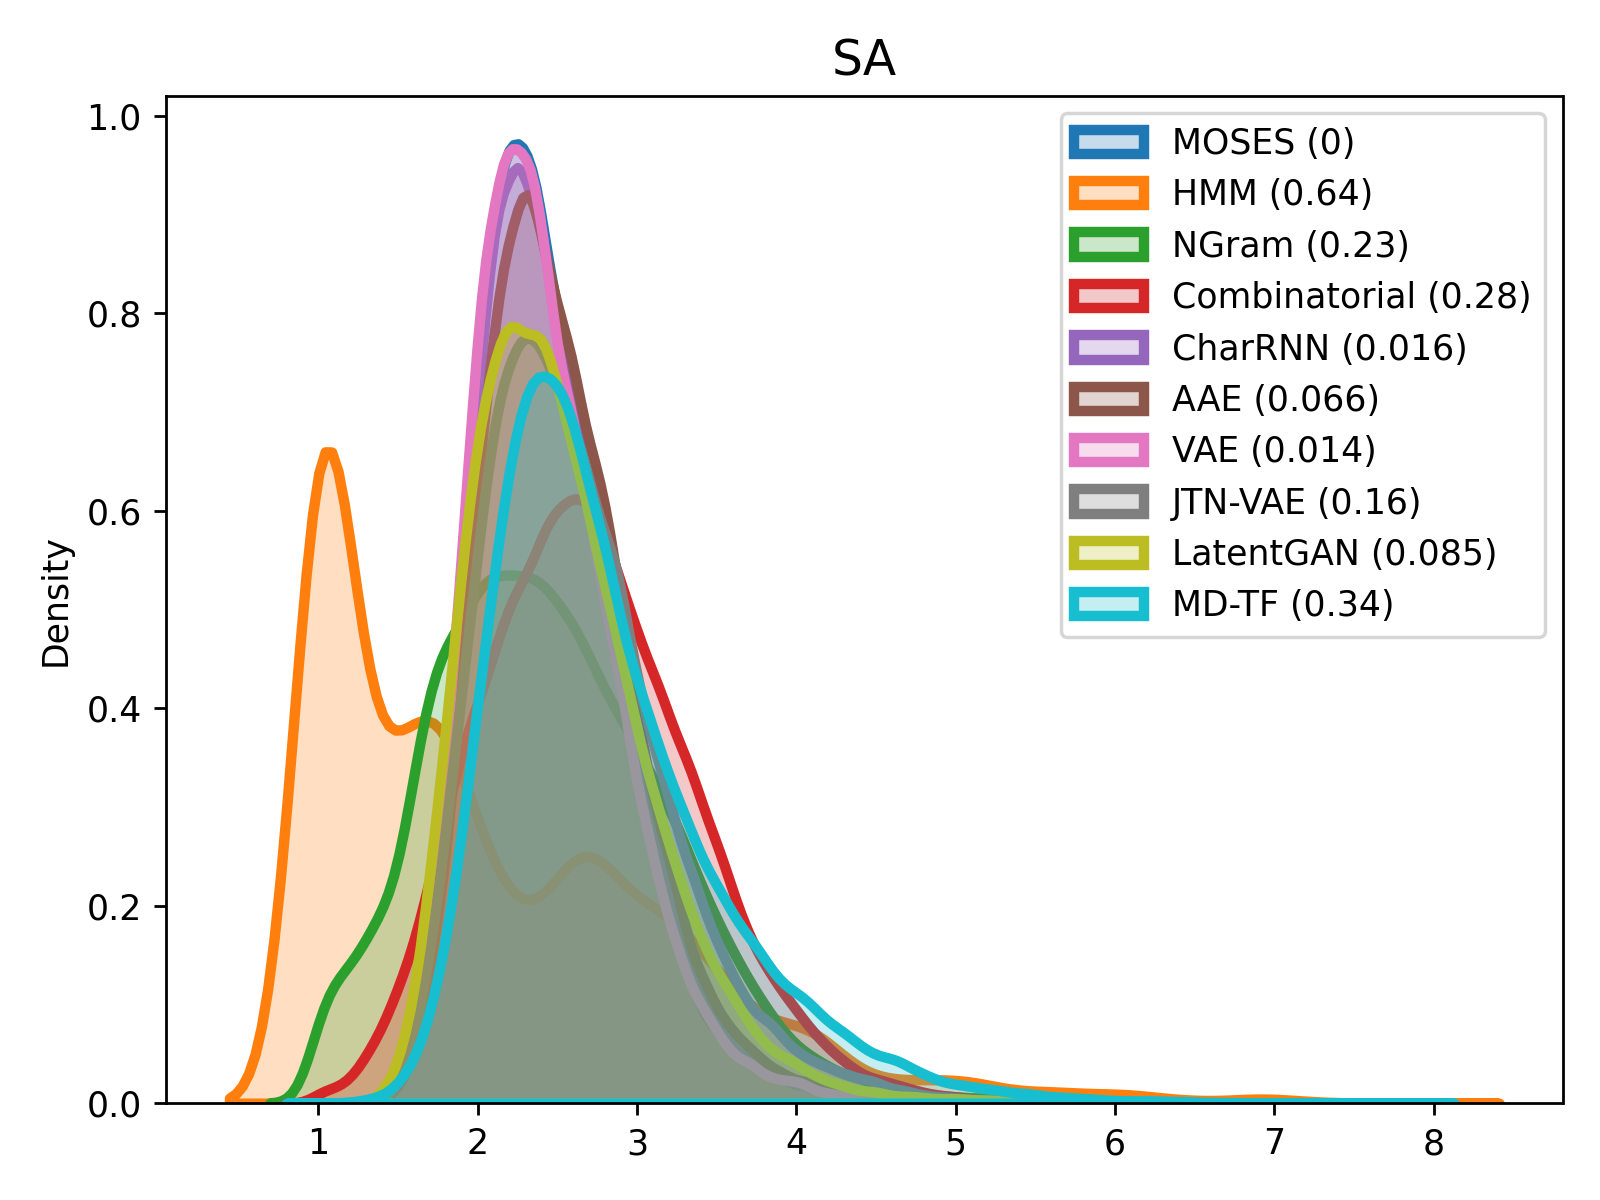 SA
1.0
0.8
0.6
0.4
0.2
0.0
Density
1 2 3 4 5 6 7 8
MOSES (0)
HMM (0.64)
NGram (0.23)
Combinatorial (0.28)
CharRNN (0.016)
AAE (0.066)
VAE (0.014)
JTN-VAE (0.16)
LatentGAN (0.085)
MD-TF (0.34)